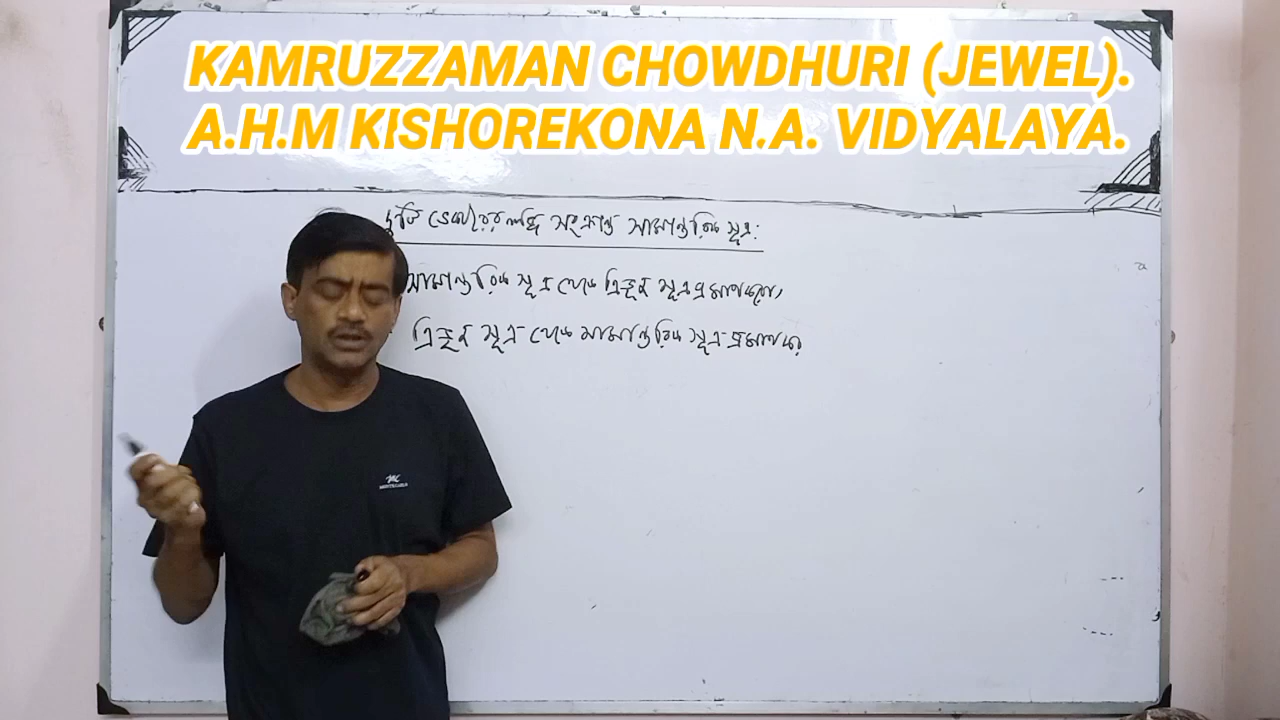 KAMRUZZAMAN CHOWDHURI (JEWEL).
A.H.M KISHOREKONA N.A. VIDYALAYA.
দুটি ভেক্টরের লব্ধি সংক্রান্ত সামান্তরিক সূত্র:
সামান্তরিক সূত্র থেকে ত্রিভুজ সূত্র প্রমাণ করো,
ত্রিভুজ সূত্র থেকে সামান্তরিক সূত্র প্রমাণ কর